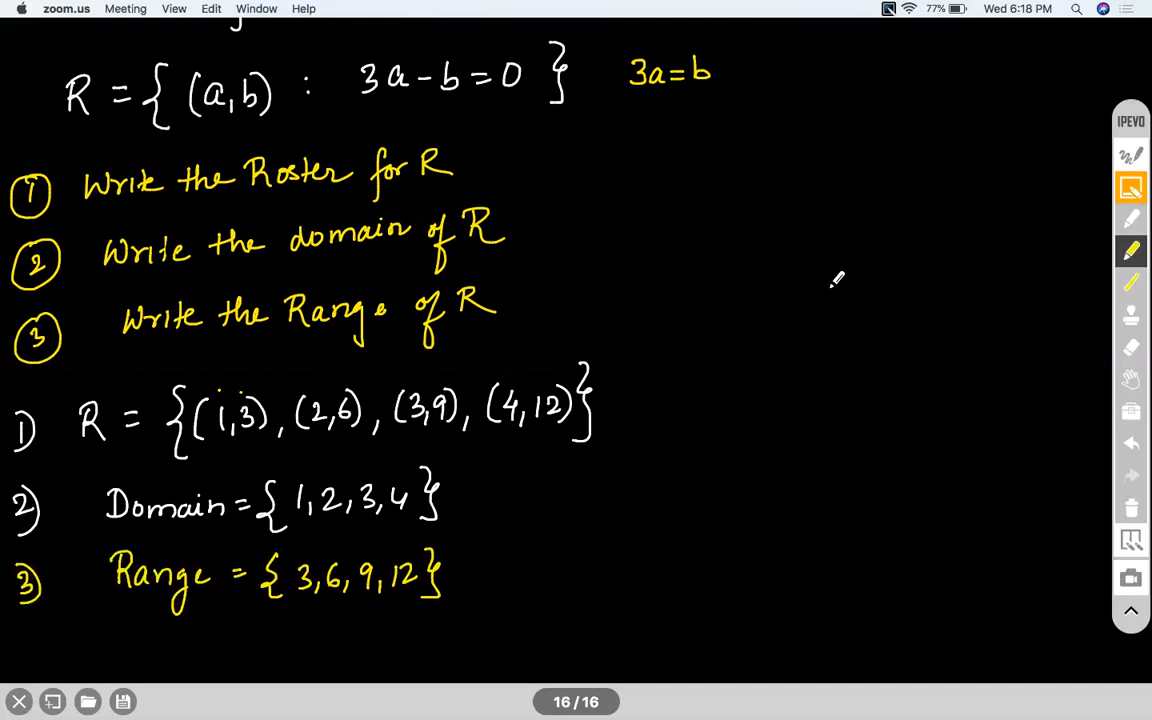 zoom.us Meeting View Edit Window Help 77% Wed 6:18 PM
R = { (a,b) : 3a - b = 0 } 3a = b
IPEVO
① Write the Roster for R
② Write the domain of R
③ Write the Range of R
1) R = {(1,3), (2,6), (3,9), (4,12)}
2) Domain = { 1, 2, 3, 4 }
3) Range = { 3, 6, 9, 12 }
16 / 16